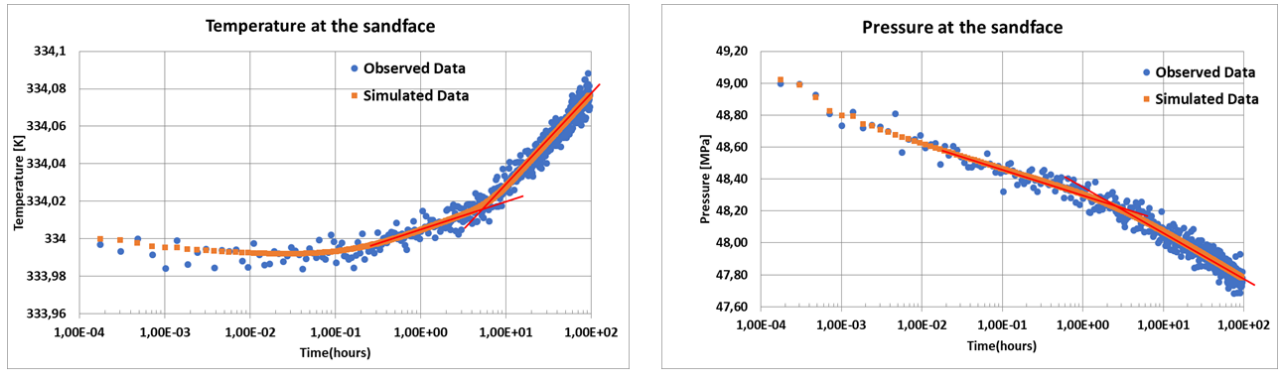 Temperature at the sandface
334,1
334,08
334,06
334,04
334,02
334
333,98
333,96
Temperature [K]
Observed Data
Simulated Data
1,00E-04 1,00E-03 1,00E-02 1,00E-01 1,00E+00 1,00E+01 1,00E+02
Time(hours)
Pressure at the sandface
49,20
49,00
48,80
48,60
48,40
48,20
48,00
47,80
47,60
Pressure [MPa]
Observed Data
Simulated Data
1,00E-04 1,00E-03 1,00E-02 1,00E-01 1,00E+00 1,00E+01 1,00E+02
Time(hours)